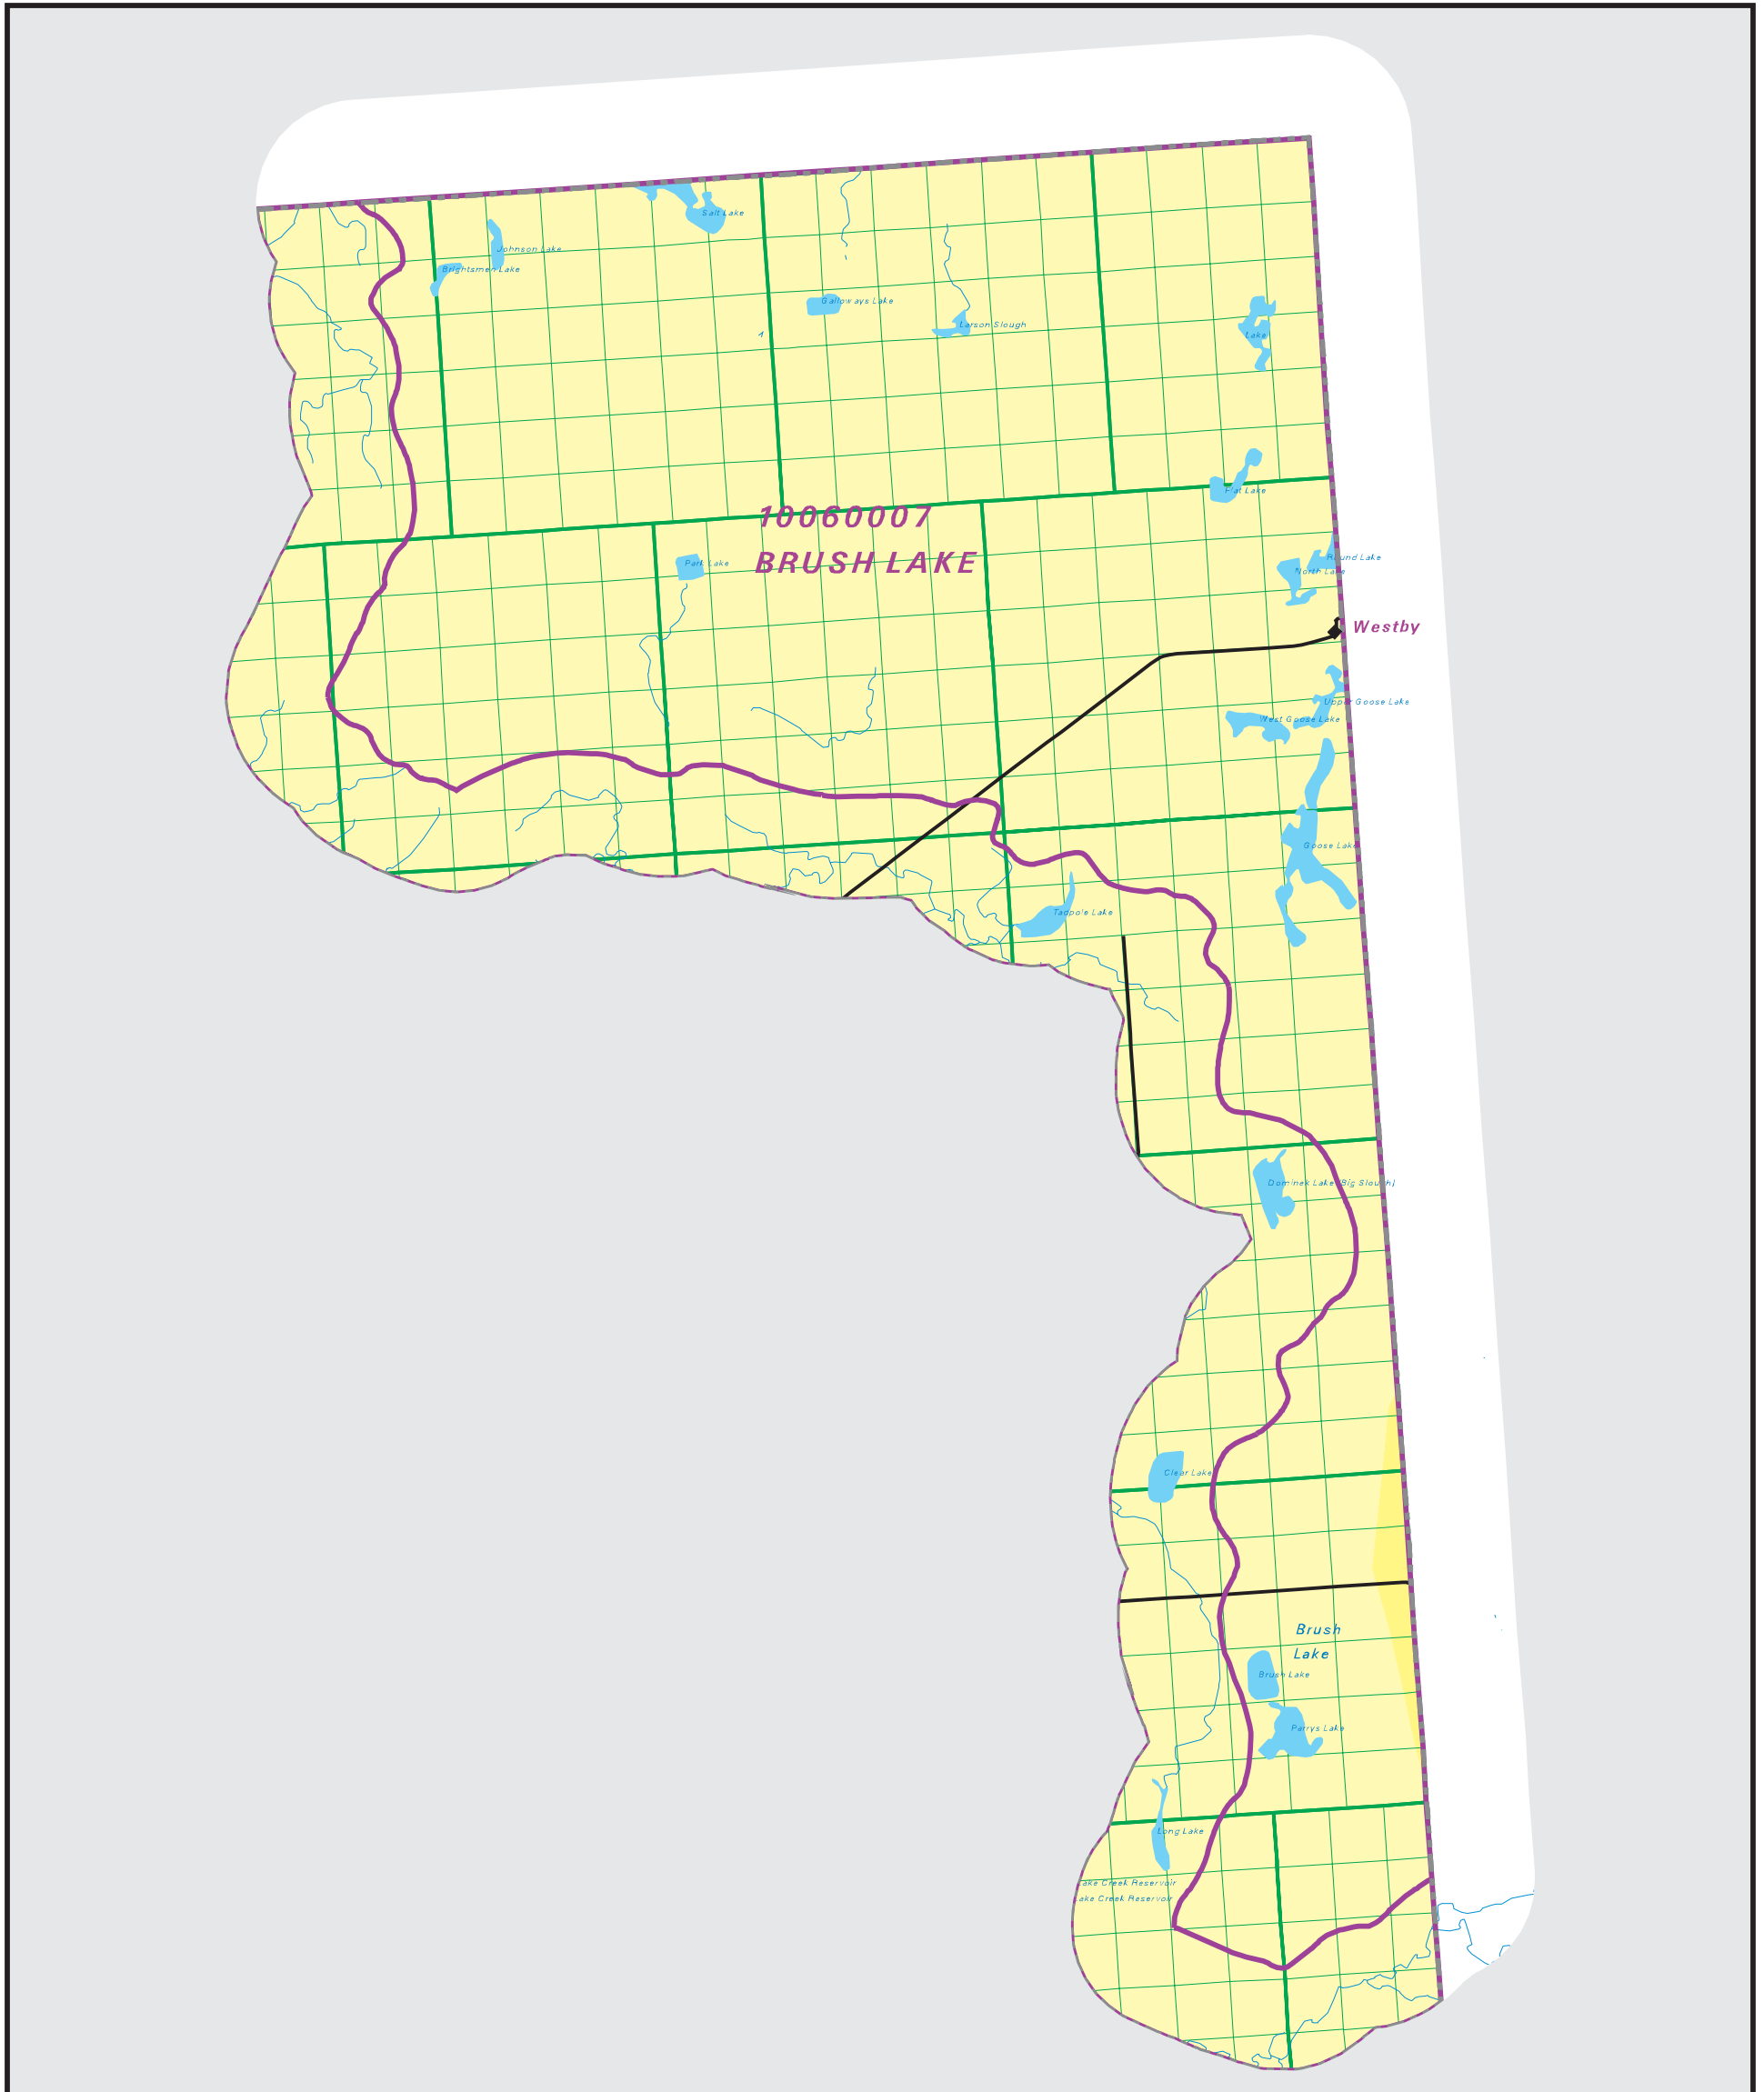 Salt Lake
Johnson Lake
Brightsmen Lake
Galloways Lake
Larson Slough
Lake
Flat Lake
10060007
BRUSH LAKE
Park Lake
Round Lake
North Lake
Westby
Upper Goose Lake
West Goose Lake
Goose Lake
Tadpole Lake
Dominek Lake (Big Slough)
Clear Lake
Brush
Lake
Brush Lake
Parrys Lake
Long Lake
Lake Creek Reservoir
Lake Creek Reservoir